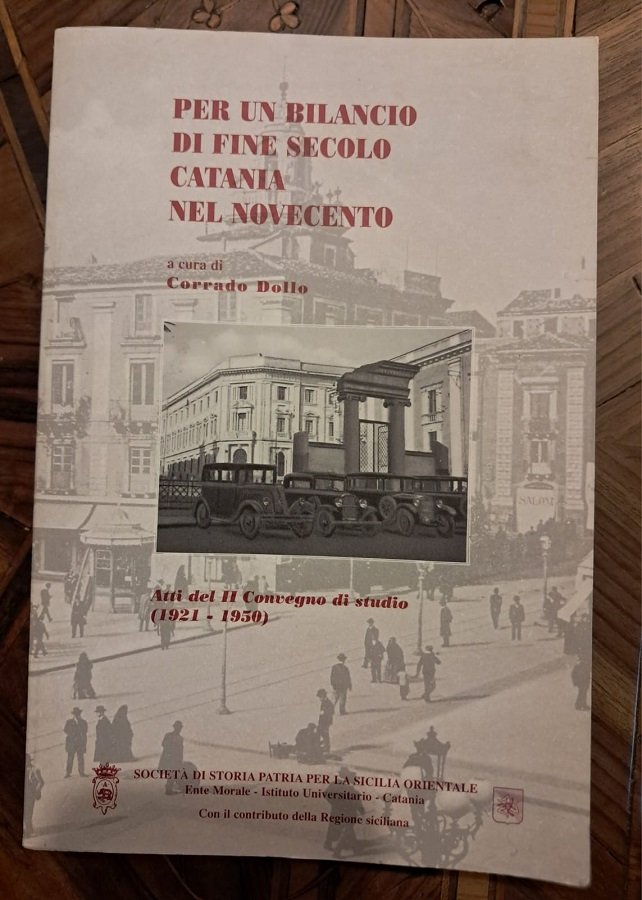 PER UN BILANCIO
DI FINE SECOLO
CATANIA
NEL NOVECENTO
a cura di
Corrado Dollo
SALONE
Atti del II Convegno di studio
(1921 - 1950)
SOCIETÀ DI STORIA PATRIA PER LA SICILIA ORIENTALE
Ente Morale - Istituto Universitario - Catania
Con il contributo della Regione siciliana